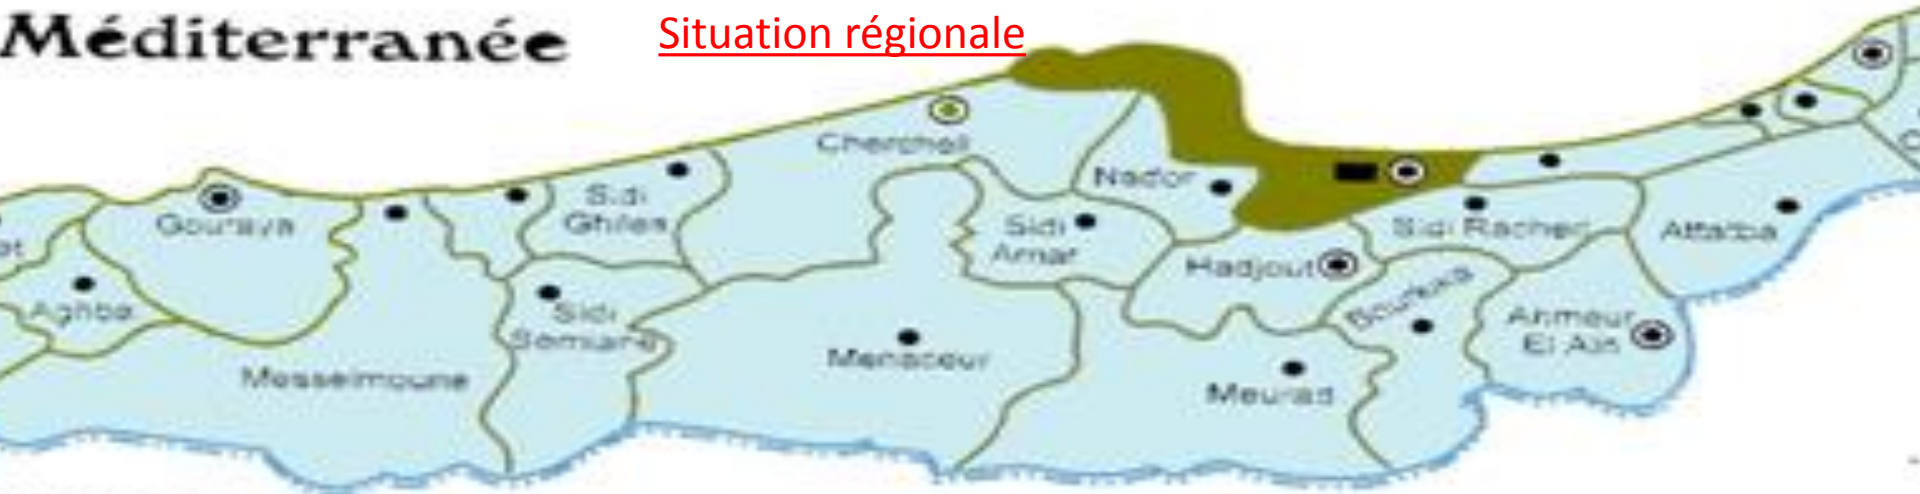 Méditerranée
Situation régionale
Cherchell
Nador
Sidi
Ghiles
Gouraya
Sidi
Amar
Sidi Rached
Attatba
Hadjout
Aghba
Sidi
Semiane
Bourkika
Ahmeur
El Ain
Messelmoune
Menaceur
Meurad